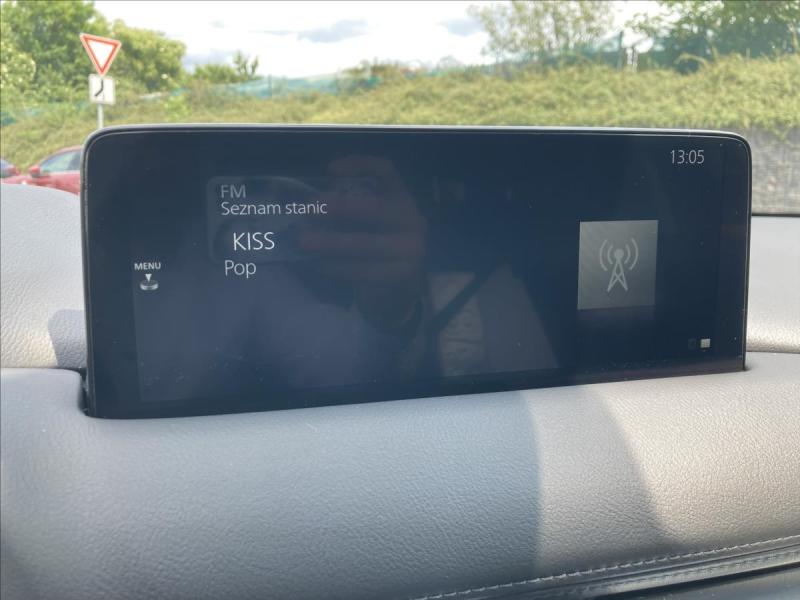 13:05
FM
Seznam stanic
KISS
Pop
MENU